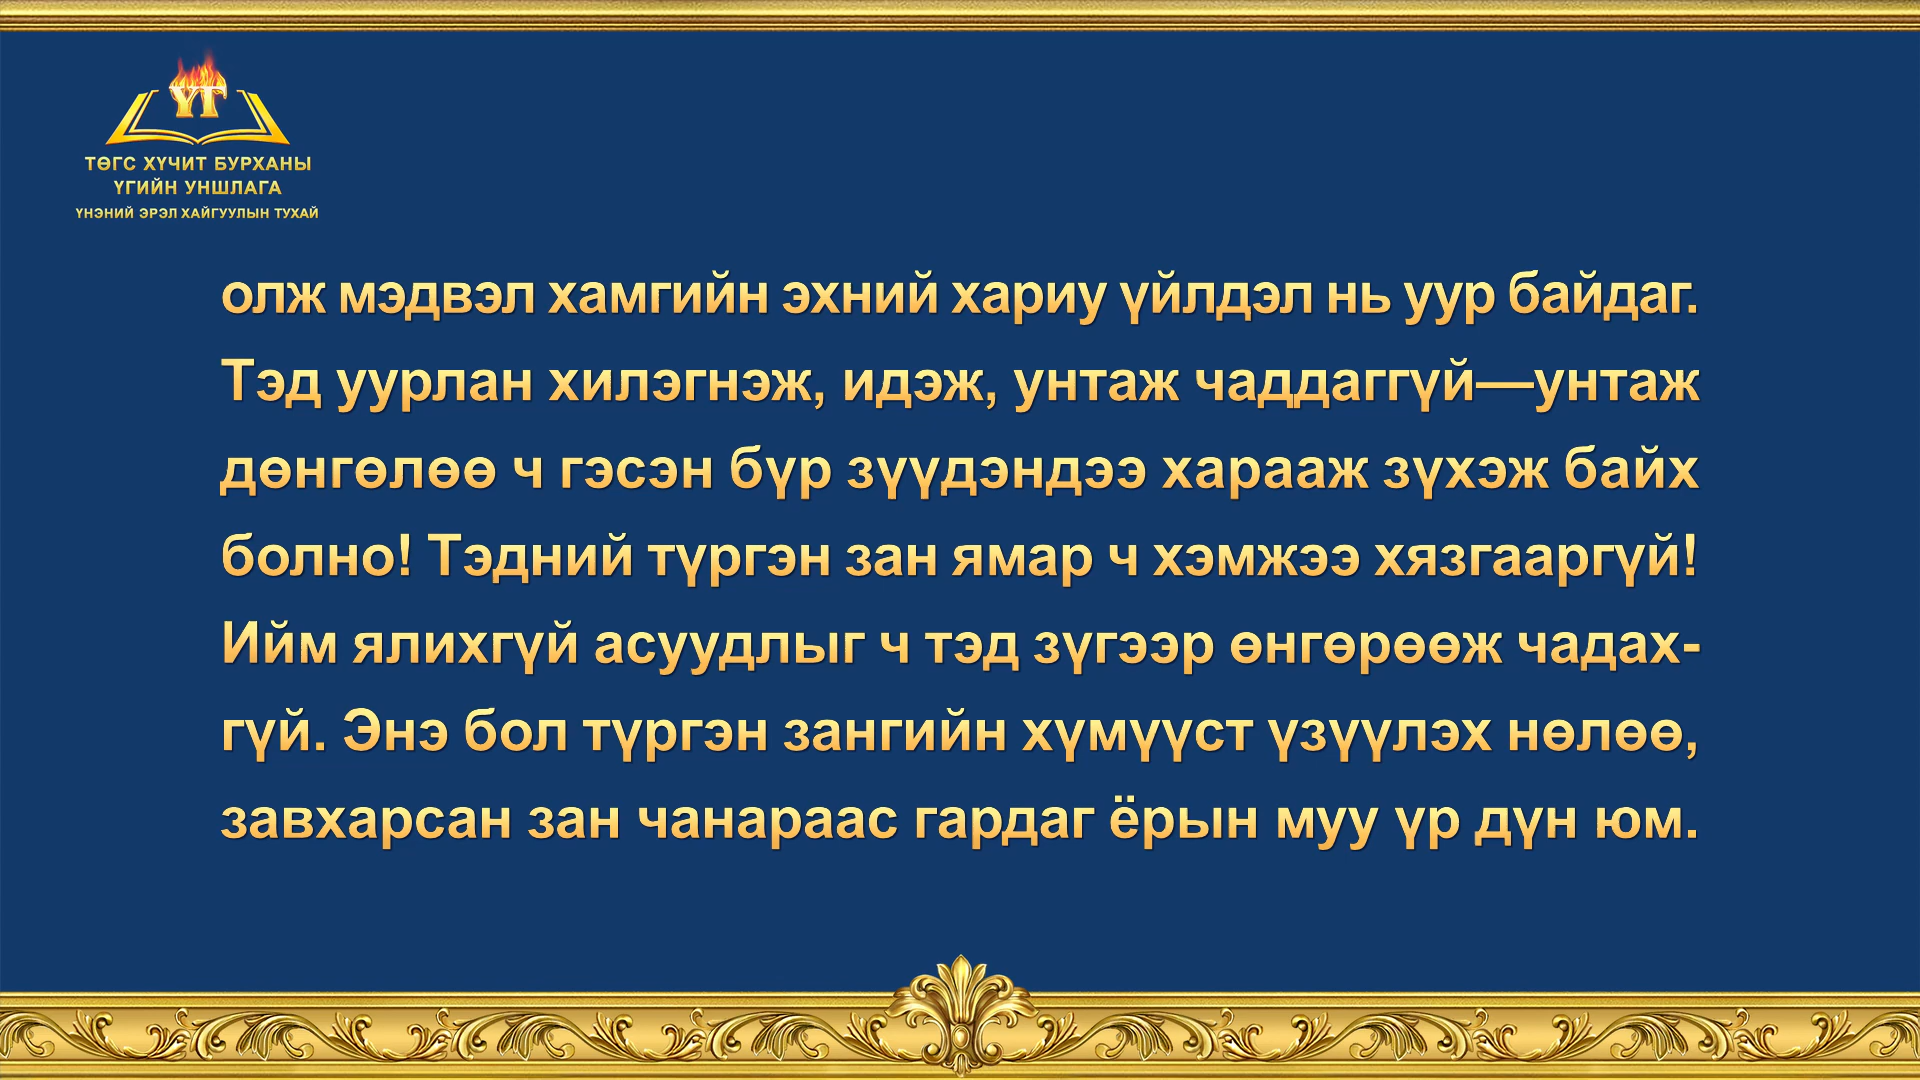 ҮГ
ТӨГС ХҮЧИТ БУРХАНЫ
ҮГИЙН УНШЛАГА
ҮНЭНИЙ ЭРЭЛ ХАЙГУУЛЫН ТУХАЙ
олж мэдвэл хамгийн эхний хариу үйлдэл нь уур байдаг.
Тэд уурлан хилэгнэж, идэж, унтаж чаддаггүй—унтаж
дөнгөлөө ч гэсэн бүр зүүдэндээ харааж зүхэж байх
болно! Тэдний түргэн зан ямар ч хэмжээ хязгааргүй!
Ийм ялихгүй асуудлыг ч тэд зүгээр өнгөрөөж чадах-
гүй. Энэ бол түргэн зангийн хүмүүст үзүүлэх нөлөө,
завхарсан зан чанараас гардаг ёрын муу үр дүн юм.